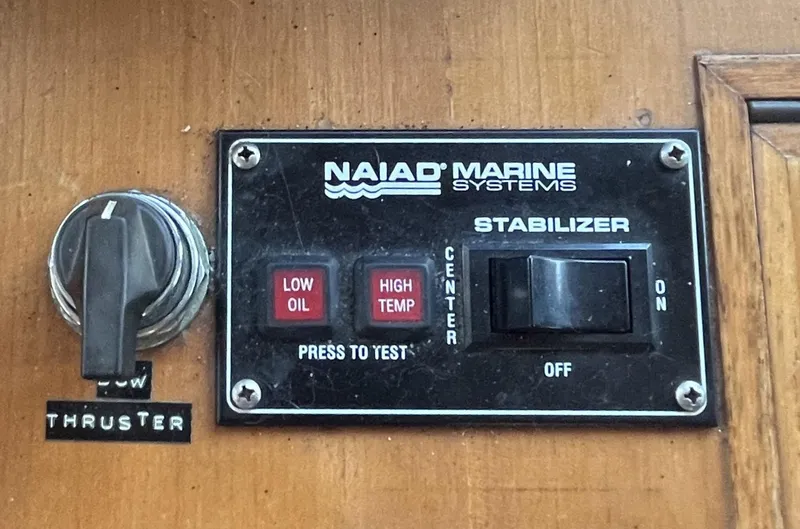 NAIAD® MARINE
SYSTEMS
STABILIZER
LOW
OIL
HIGH
TEMP
PRESS TO TEST
CENTER
ON
OFF
THRUSTER